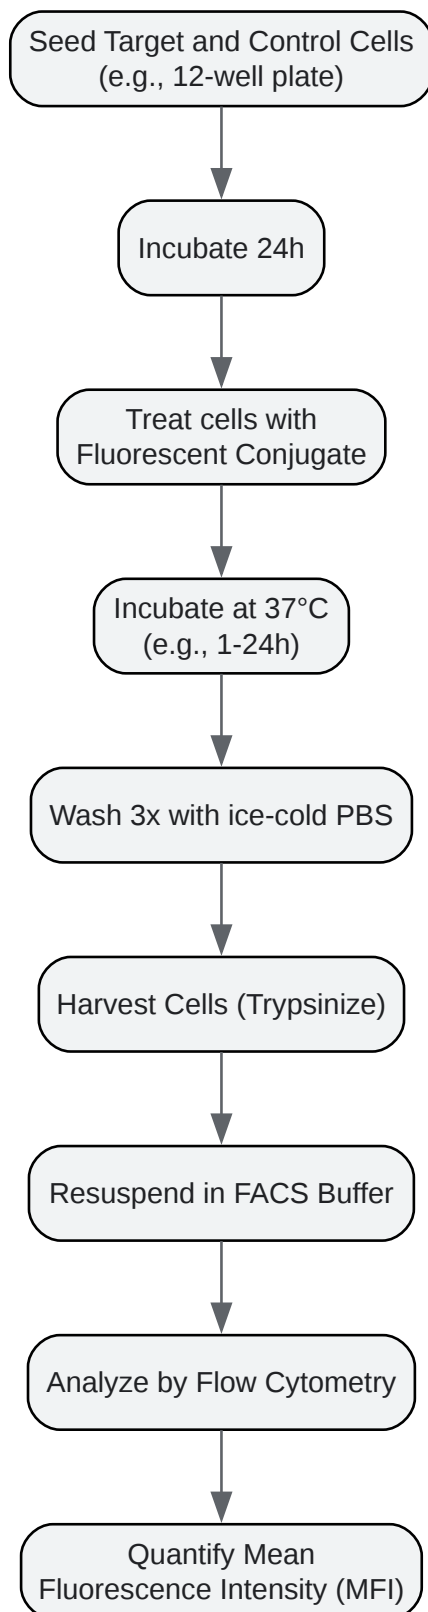 Seed Target and Control Cells
(e.g., 12-well plate)
Incubate 24h
Treat cells with
Fluorescent Conjugate
Incubate at 37°C
(e.g., 1-24h)
Wash 3x with ice-cold PBS
Harvest Cells (Trypsinize)
Resuspend in FACS Buffer
Analyze by Flow Cytometry
Quantify Mean
Fluorescence Intensity (MFI)